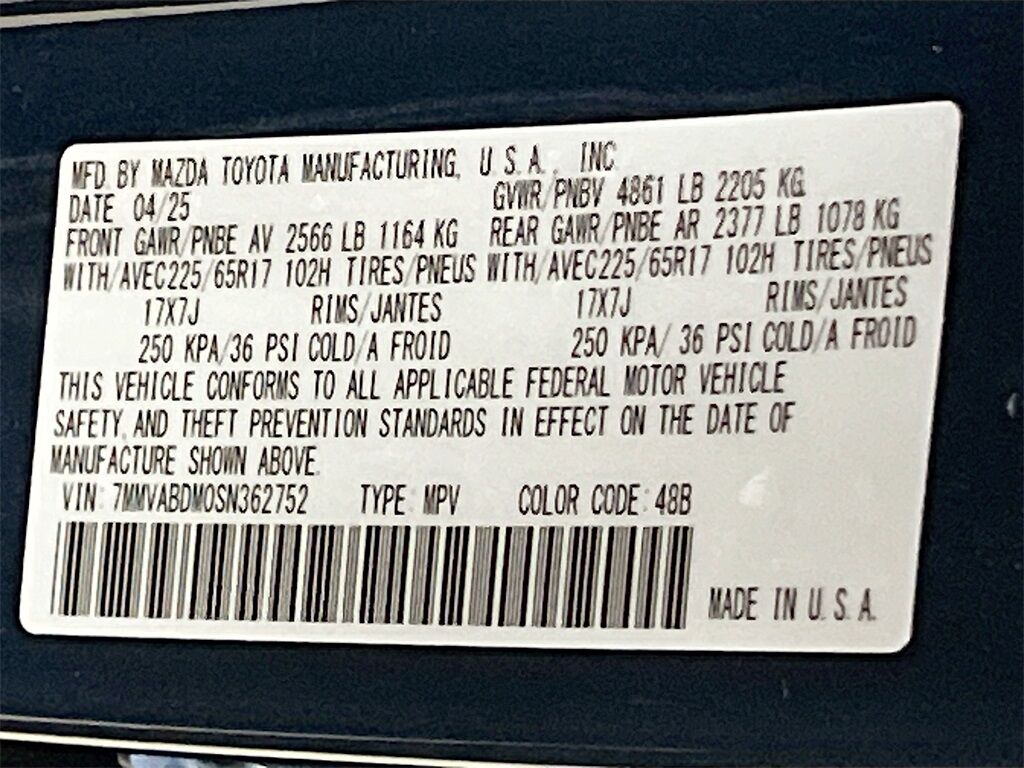 MFD. BY MAZDA TOYOTA MANUFACTURING, U.S.A., INC.
DATE 04/25 GVWR/PNBV 4861 LB 2205 KG
FRONT GAWR/PNBE AV 2566 LB 1164 KG REAR GAWR/PNBE AR 2377 LB 1078 KG
WITH/AVEC225/65R17 102H TIRES/PNEUS WITH/AVEC225/65R17 102H TIRES/PNEUS
17X7J RIMS/JANTES 17X7J RIMS/JANTES
250 KPA/36 PSI COLD/A FROID 250 KPA/ 36 PSI COLD/A FROID
THIS VEHICLE CONFORMS TO ALL APPLICABLE FEDERAL MOTOR VEHICLE
SAFETY, AND THEFT PREVENTION STANDARDS IN EFFECT ON THE DATE OF
MANUFACTURE SHOWN ABOVE.
VIN: 7MMVABDM0SN362752 TYPE: MPV COLOR CODE: 48B
MADE IN U.S.A.